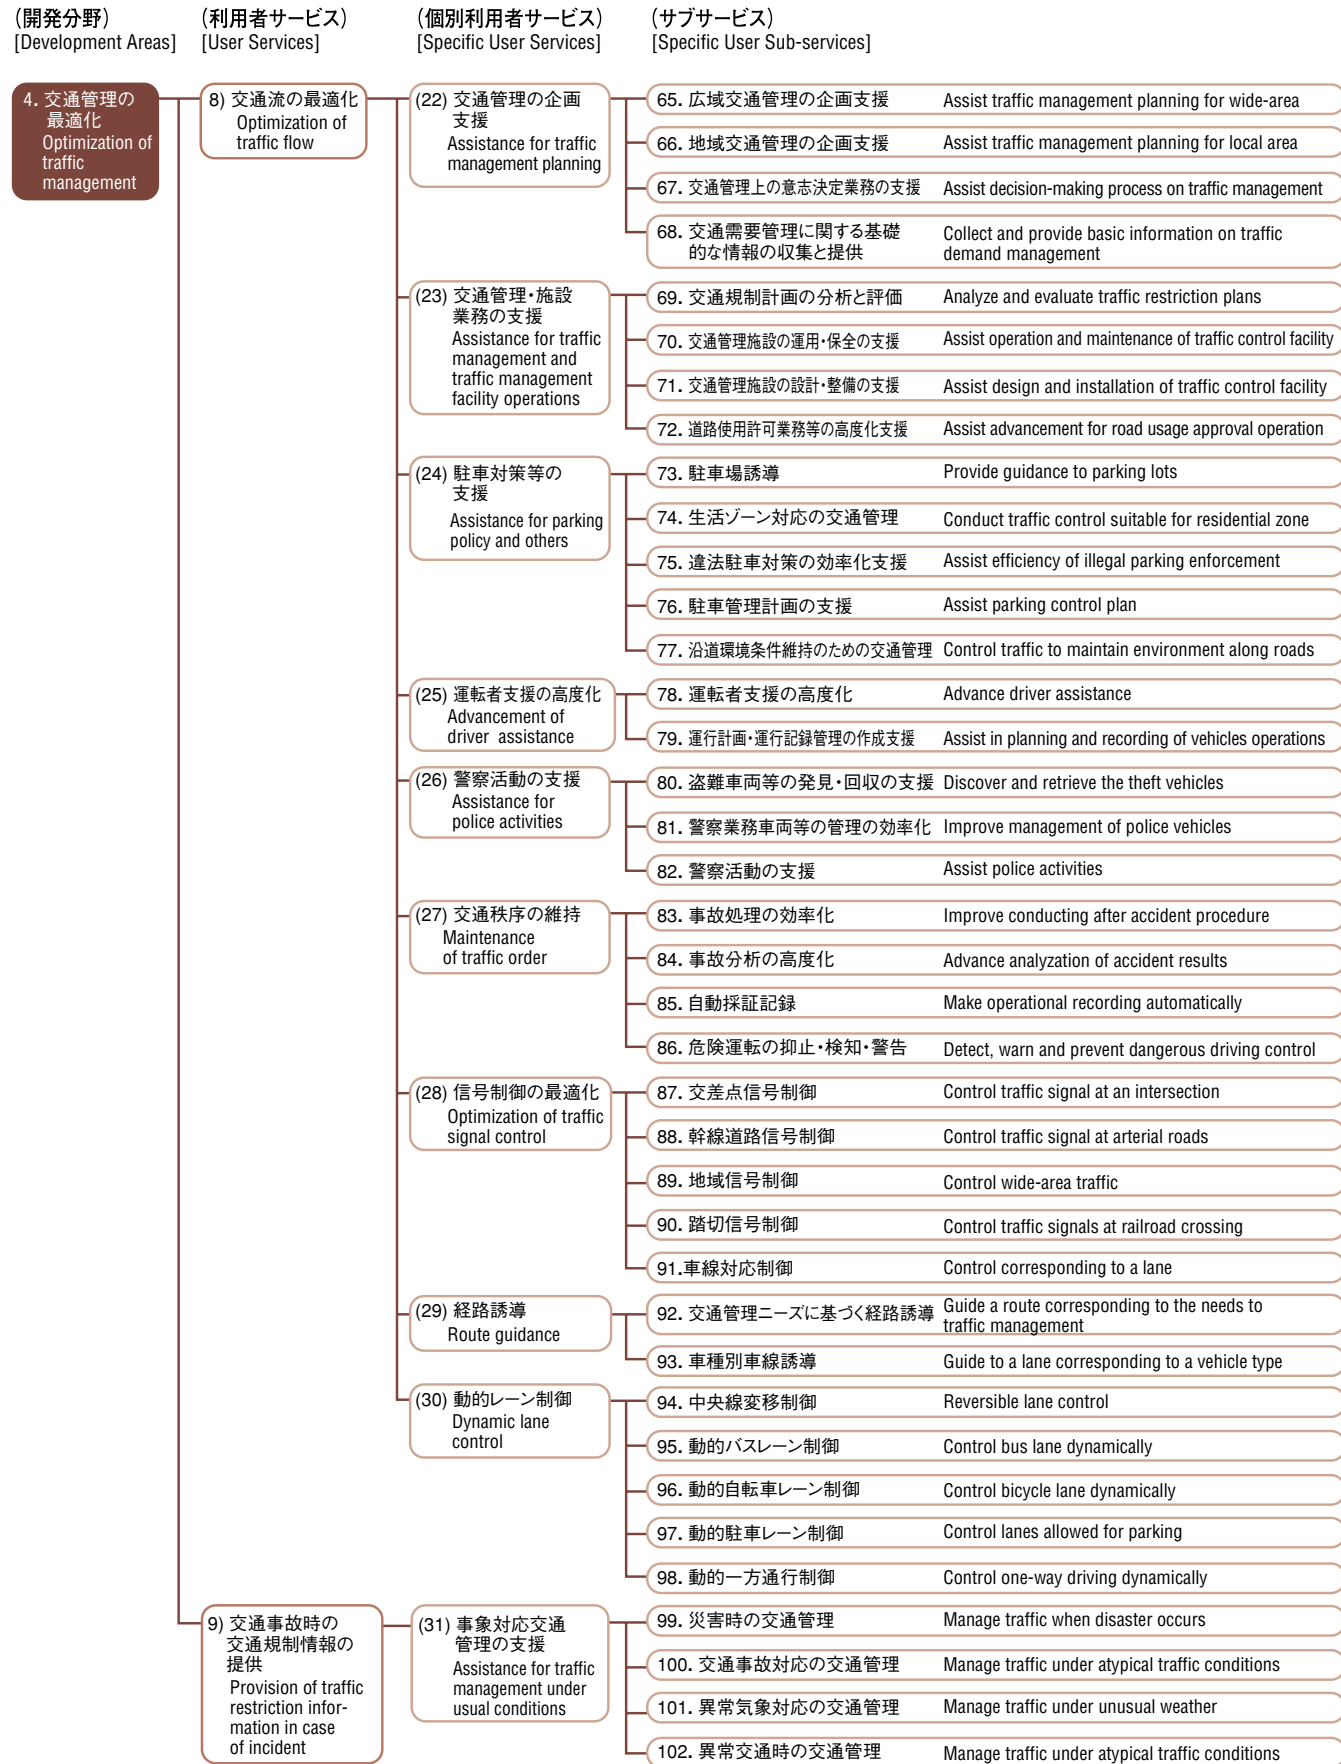 (開発分野)
[Development Areas]
(利用者サービス)
[User Services]
(個別利用者サービス)
[Specific User Services]
(サブサービス)
[Specific User Sub-services]
4. 交通管理の
最適化
Optimization of
traffic
management
8) 交通流の最適化
Optimization of
traffic flow
(22) 交通管理の企画
支援
Assistance for traffic
management planning
65. 広域交通管理の企画支援 Assist traffic management planning for wide-area
66. 地域交通管理の企画支援 Assist traffic management planning for local area
67. 交通管理上の意志決定業務の支援 Assist decision-making process on traffic management
68. 交通需要管理に関する基礎
的な情報の収集と提供
Collect and provide basic information on traffic
demand management
(23) 交通管理・施設
業務の支援
Assistance for traffic
management and
traffic management
facility operations
69. 交通規制計画の分析と評価 Analyze and evaluate traffic restriction plans
70. 交通管理施設の運用・保全の支援 Assist operation and maintenance of traffic control facility
71. 交通管理施設の設計・整備の支援 Assist design and installation of traffic control facility
72. 道路使用許可業務等の高度化支援 Assist advancement for road usage approval operation
(24) 駐車対策等の
支援
Assistance for parking
policy and others
73. 駐車場誘導 Provide guidance to parking lots
74. 生活ゾーン対応の交通管理 Conduct traffic control suitable for residential zone
75. 違法駐車対策の効率化支援 Assist efficiency of illegal parking enforcement
76. 駐車管理計画の支援 Assist parking control plan
77. 沿道環境条件維持のための交通管理 Control traffic to maintain environment along roads
(25) 運転者支援の高度化
Advancement of
driver assistance
78. 運転者支援の高度化 Advance driver assistance
79. 運行計画・運行記録管理の作成支援 Assist in planning and recording of vehicles operations
(26) 警察活動の支援
Assistance for
police activities
80. 盗難車両等の発見・回収の支援 Discover and retrieve the theft vehicles
81. 警察業務車両等の管理の効率化 Improve management of police vehicles
82. 警察活動の支援 Assist police activities
(27) 交通秩序の維持
Maintenance
of traffic order
83. 事故処理の効率化 Improve conducting after accident procedure
84. 事故分析の高度化 Advance analyzation of accident results
85. 自動採証記録 Make operational recording automatically
86. 危険運転の抑止・検知・警告 Detect, warn and prevent dangerous driving control
(28) 信号制御の最適化
Optimization of traffic
signal control
87. 交差点信号制御 Control traffic signal at an intersection
88. 幹線道路信号制御 Control traffic signal at arterial roads
89. 地域信号制御 Control wide-area traffic
90. 踏切信号制御 Control traffic signals at railroad crossing
91.車線対応制御 Control corresponding to a lane
(29) 経路誘導
Route guidance
92. 交通管理ニーズに基づく経路誘導
Guide a route corresponding to the needs to
traffic management
93. 車種別車線誘導 Guide to a lane corresponding to a vehicle type
(30) 動的レーン制御
Dynamic lane
control
94. 中央線変移制御 Reversible lane control
95. 動的バスレーン制御 Control bus lane dynamically
96. 動的自転車レーン制御 Control bicycle lane dynamically
97. 動的駐車レーン制御 Control lanes allowed for parking
98. 動的一方通行制御 Control one-way driving dynamically
9) 交通事故時の
交通規制情報の
提供
Provision of traffic
restriction infor-
mation in case
of incident
(31) 事象対応交通
管理の支援
Assistance for traffic
management under
usual conditions
99. 災害時の交通管理 Manage traffic when disaster occurs
100. 交通事故対応の交通管理 Manage traffic under atypical traffic conditions
101. 異常気象対応の交通管理 Manage traffic under unusual weather
102. 異常交通時の交通管理 Manage traffic under atypical traffic conditions